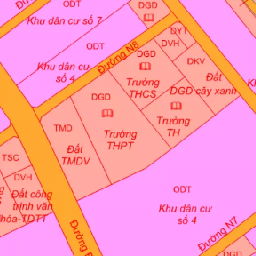 ODT
Khu dân cư
số 7
DGD
ODT
Khu dân cư
số 4
Đường N8
DYT
DVH
DGD
DKV
Trường
THCS
DGD
Đất
cây xanh
DGD
Trường
THPT
Trường
TH
TMD
Đất
TMDV
TSC
DVH
Đất công
trình văn
hóa-TDTT
ODT
Khu dân cư
số 4
Đường N7
Đường
DGD